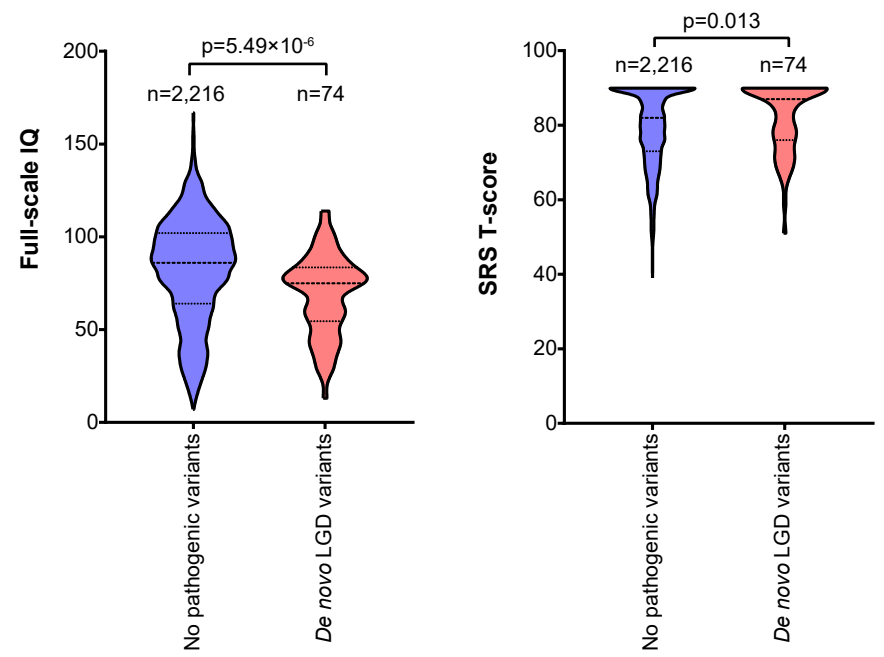 p=5.49×10⁻⁶
200
n=2,216
n=74
150
100
50
0
Full-scale IQ
No pathogenic variants
De novo LGD variants
p=0.013
100
n=2,216
n=74
80
60
40
20
0
SRS T-score
No pathogenic variants
De novo LGD variants